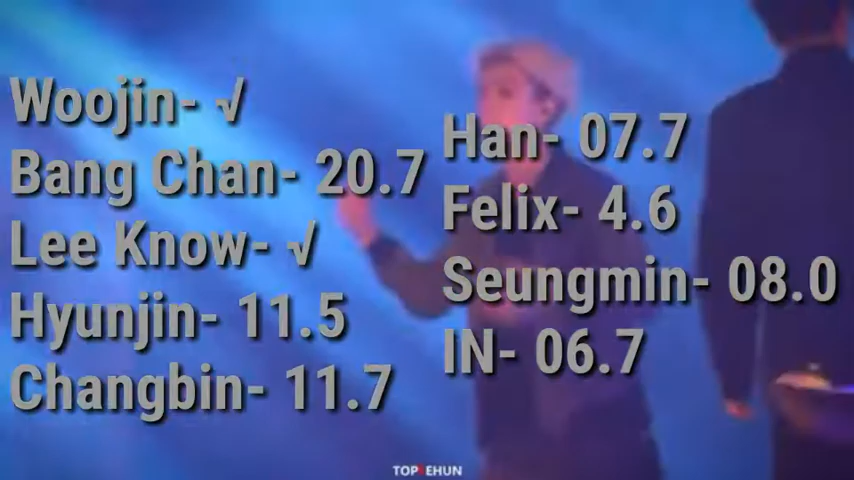 Woojin- √
Bang Chan- 20.7
Lee Know- √
Hyunjin- 11.5
Changbin- 11.7
Han- 07.7
Felix- 4.6
Seungmin- 08.0
IN- 06.7
TOPSEHUN